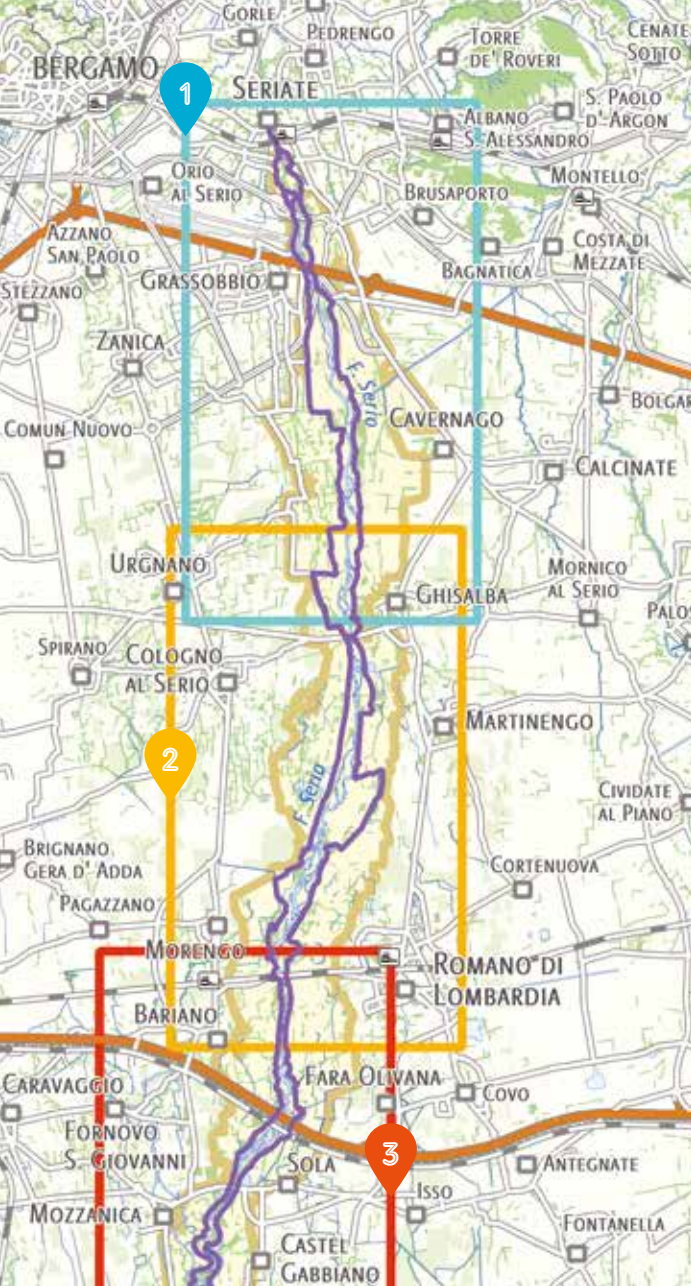 GORLE
PEDRENGO
TORRE
DE' ROVERI
CENATE
SOTTO
BERGAMO
1
SERIATE
S. PAOLO
D'ARGON
ALBANO
S. ALESSANDRO
ORIO
AL SERIO
MONTELLO
BRUSAPORTO
AZZANO
SAN PAOLO
COSTA DI
MEZZATE
BAGNATICA
GRASSOBBIO
STEZZANO
ZANICA
F. Serio
BOLGAR
CAVERNAGO
COMUN NUOVO
CALCINATE
URGNANO
MORNICO
AL SERIO
GHISALBA
PALO
SPIRANO
COLOGNO
AL SERIO
MARTINENGO
2
F. Serio
CIVIDATE
AL PIANO
BRIGNANO
GERA D' ADDA
CORTENUOVA
PAGAZZANO
MORENGO
ROMANO DI
LOMBARDIA
BARIANO
FARA OLIVANA
CARAVAGGIO
COVO
FORNOVO
S. GIOVANNI
3
SOLA
ANTEGNATE
ISSO
MOZZANICA
FONTANELLA
CASTEL
GABBIANO